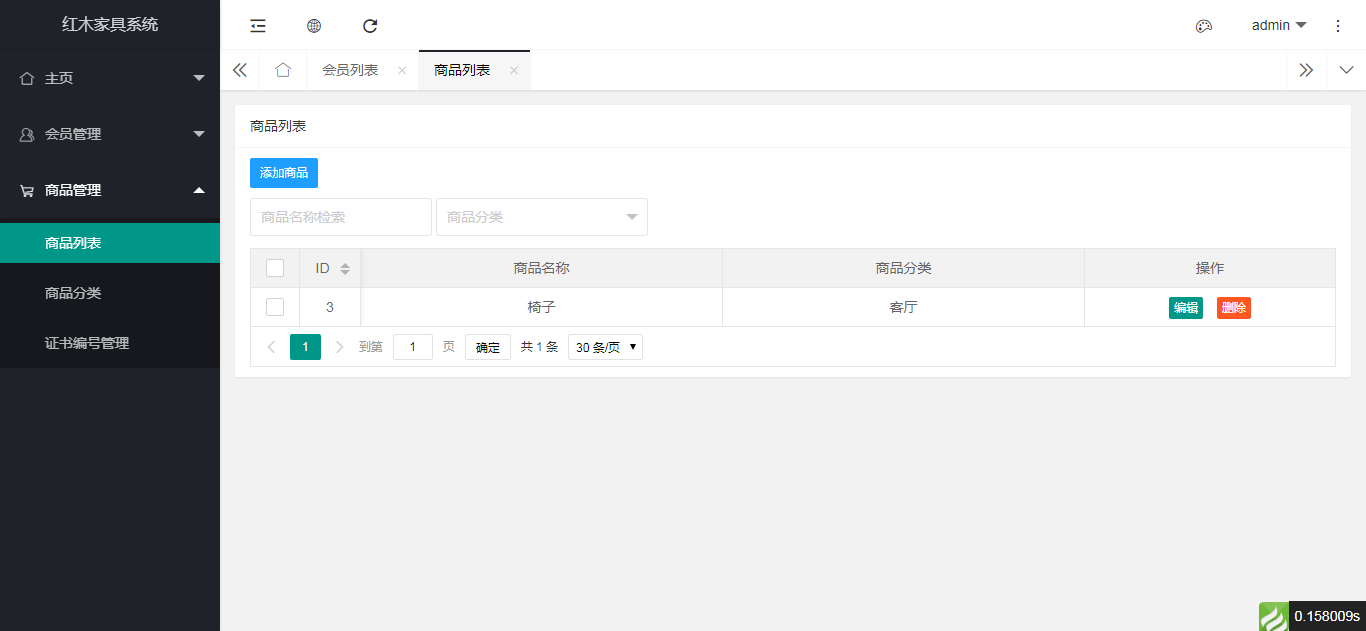 红木家具系统
admin
主页
会员管理
商品管理
商品列表
商品分类
证书编号管理
会员列表
商品列表
商品列表
添加商品
商品名称检索
商品分类
ID 商品名称 商品分类 操作
3 椅子 客厅 编辑 删除
1 到第 1 页 确定 共 1 条 30 条/页
0.158009s